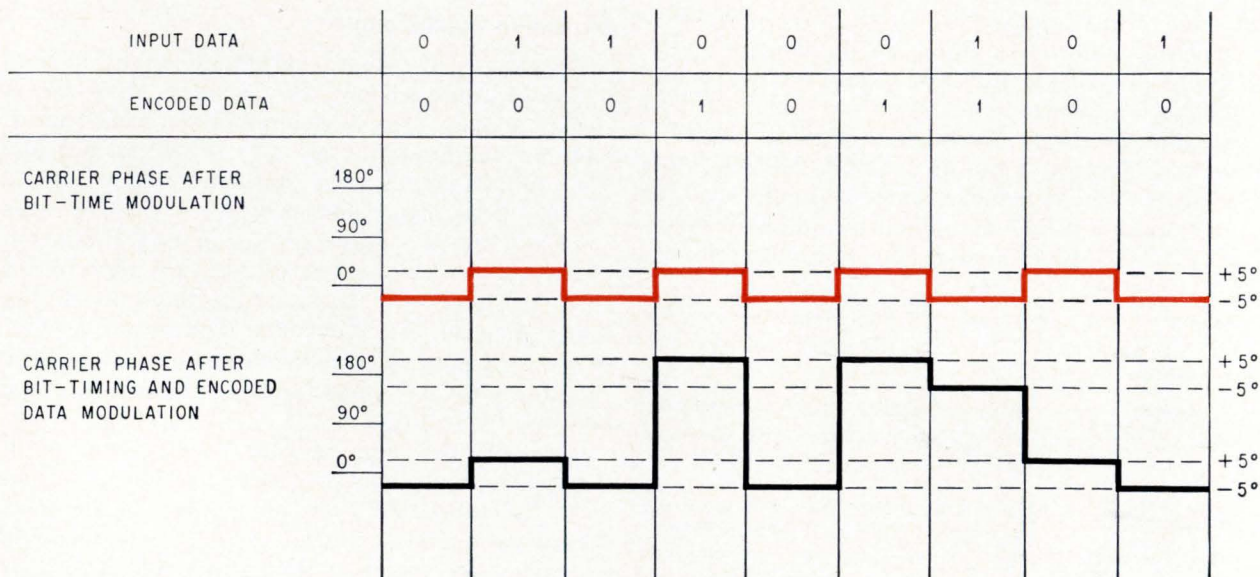 INPUT DATA 0 1 1 0 0 0 1 0 1
ENCODED DATA 0 0 0 1 0 1 1 0 0
CARRIER PHASE AFTER
BIT-TIME MODULATION
180°
90°
0°
+5°
-5°
CARRIER PHASE AFTER
BIT-TIMING AND ENCODED
DATA MODULATION
180°
90°
0°
+5°
-5°
+5°
-5°